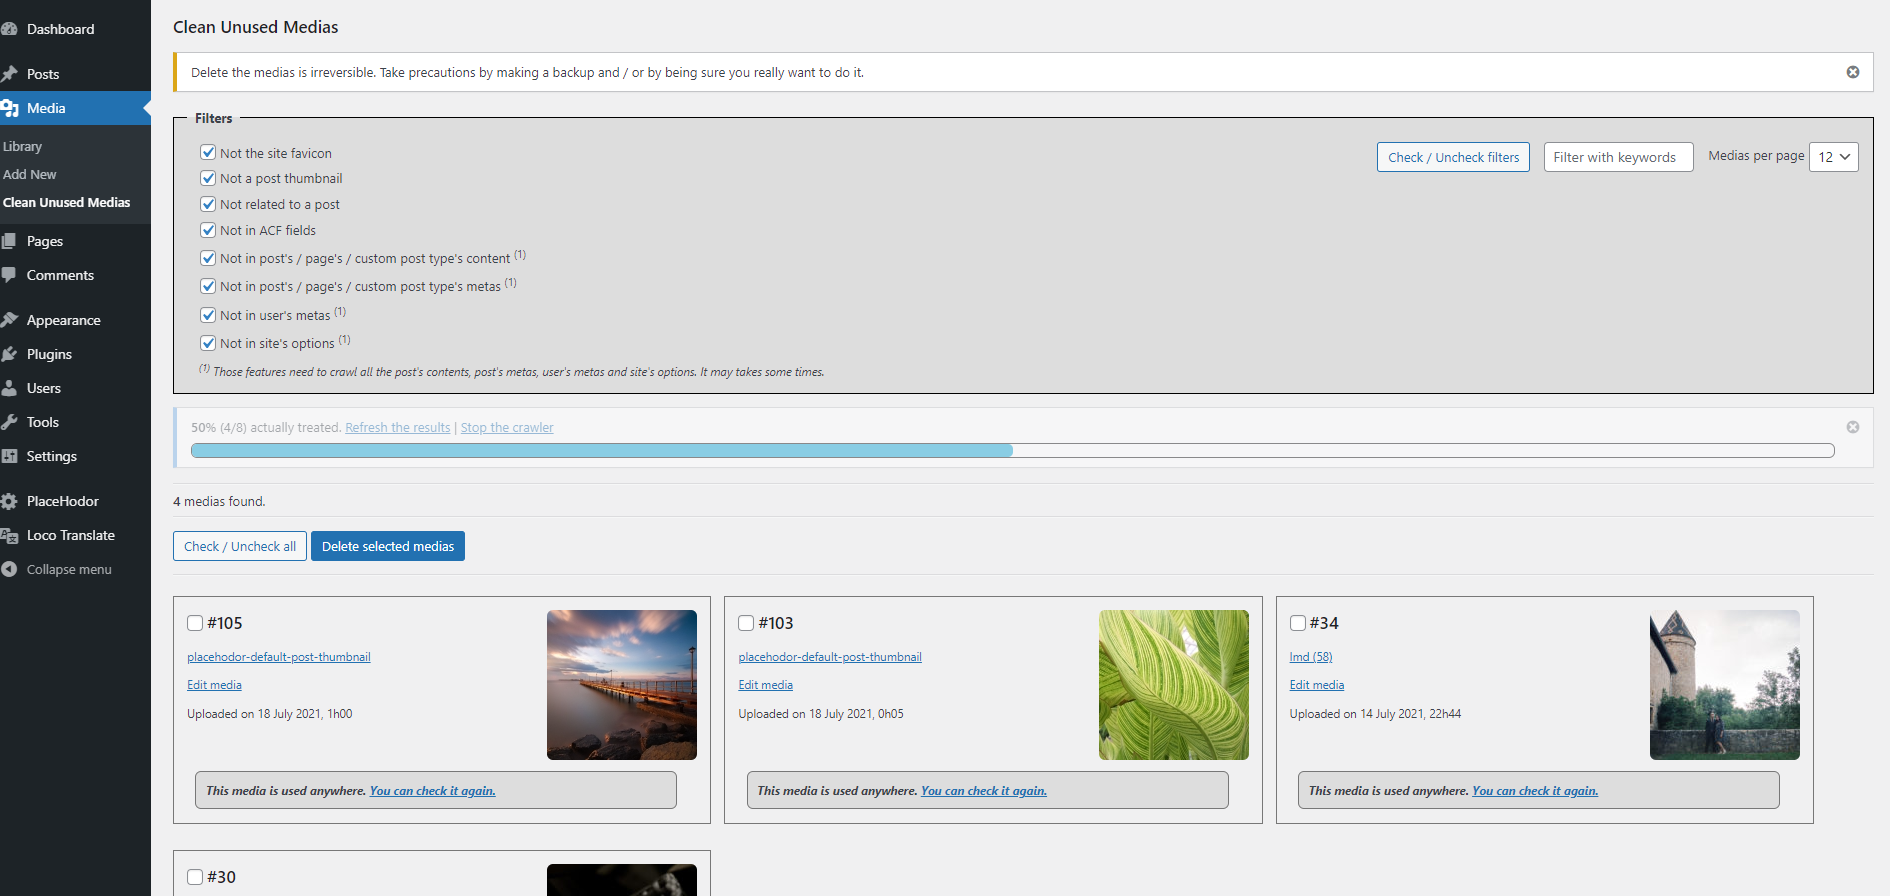 Dashboard
Posts
Media
Library
Add New
Clean Unused Medias
Pages
Comments
Appearance
Plugins
Users
Tools
Settings
PlaceHodor
Loco Translate
Collapse menu
Clean Unused Medias
Delete the medias is irreversible. Take precautions by making a backup and / or by being sure you really want to do it.
Filters
Not the site favicon
Not a post thumbnail
Not related to a post
Not in ACF fields
Not in post's / page's / custom post type's content (1)
Not in post's / page's / custom post type's metas (1)
Not in user's metas (1)
Not in site's options (1)
(1) Those features need to crawl all the post's contents, post's metas, user's metas and site's options. It may takes some times.
Check / Uncheck filters
Filter with keywords
Medias per page 12
50% (4/8) actually treated. Refresh the results | Stop the crawler
4 medias found.
Check / Uncheck all
Delete selected medias
#105
placehodor-default-post-thumbnail
Edit media
Uploaded on 18 July 2021, 1h00
This media is used anywhere. You can check it again.
#103
placehodor-default-post-thumbnail
Edit media
Uploaded on 18 July 2021, 0h05
This media is used anywhere. You can check it again.
#34
lmd (58)
Edit media
Uploaded on 14 July 2021, 22h44
This media is used anywhere. You can check it again.
#30